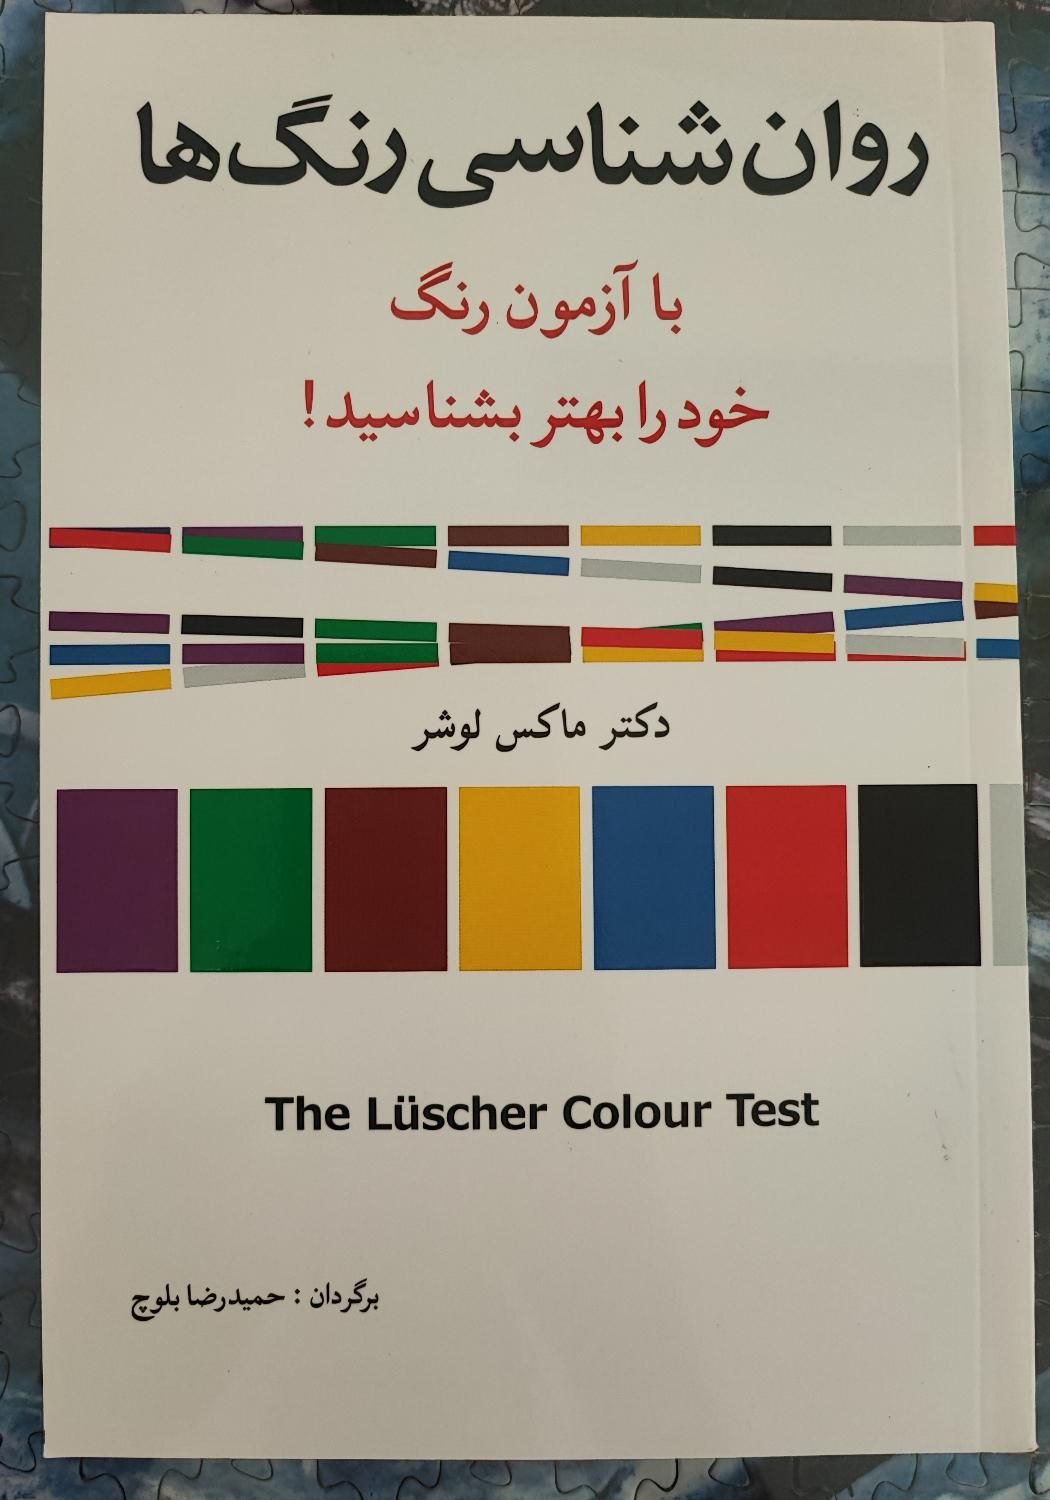 روان‌شناسی رنگ‌ها
با آزمون رنگ
خود را بهتر بشناسید!
دکتر ماکس لوشر
The Lüscher Colour Test
برگردان : حمیدرضا بلوچ